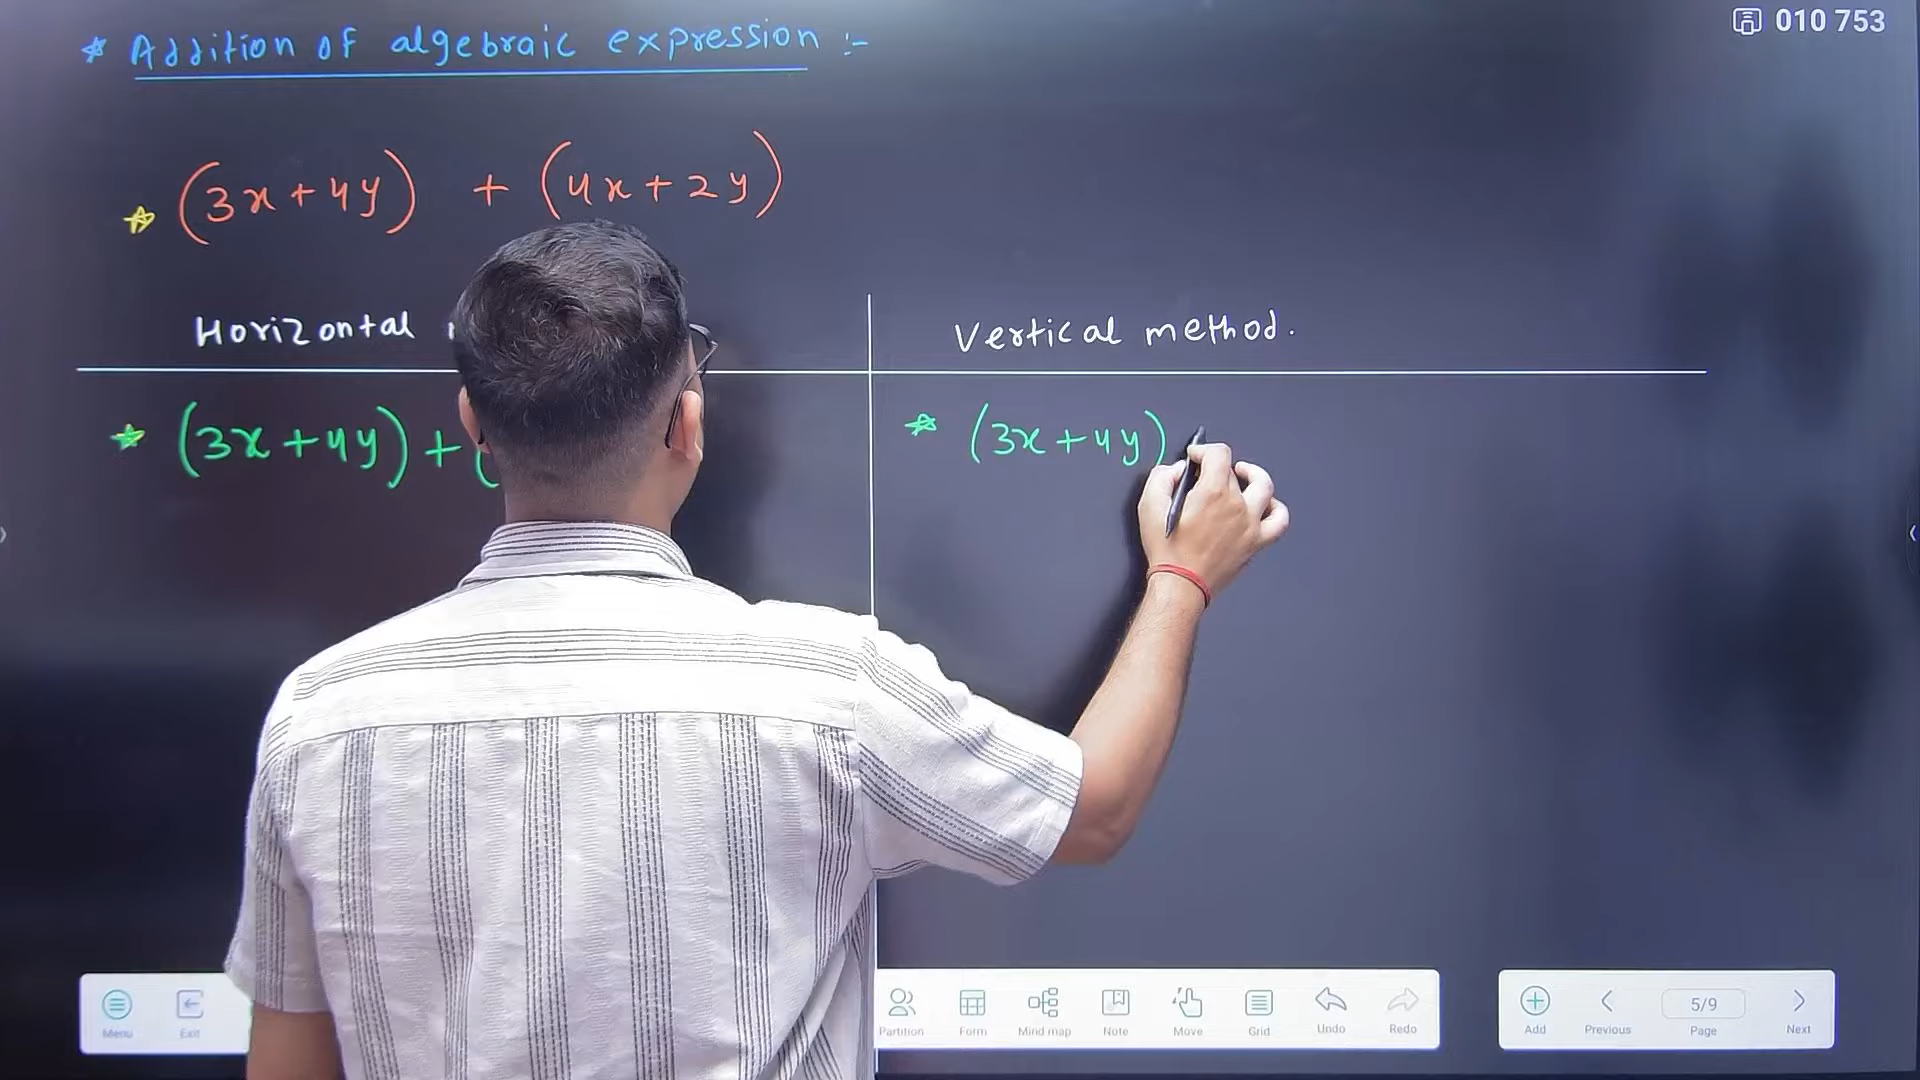 010 753
* Addition of algebraic expression :-
(3x+4y) + (4x+2y)
Horizontal
Vertical method.
(3x+4y)+(
(3x+4y)
Menu
Exit
Partition
Form
Mind map
Note
Move
Grid
Undo
Redo
Add
Previous
5/9
Page
Next